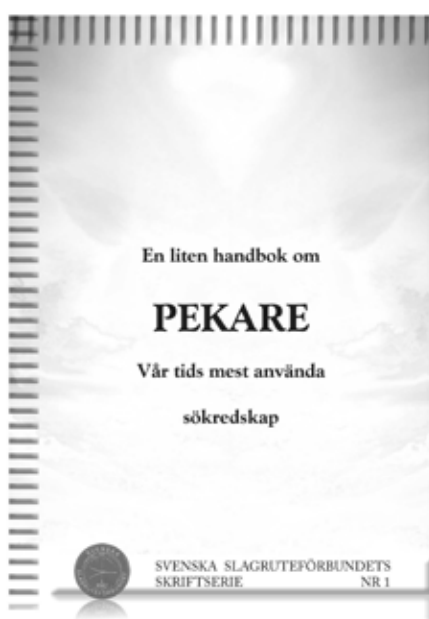 En liten handbok om
PEKARE
Vår tids mest använda
sökredskap
SVENSKA SLAGRUTEFÖRBUNDETS
SKRIFTSERIE NR 1